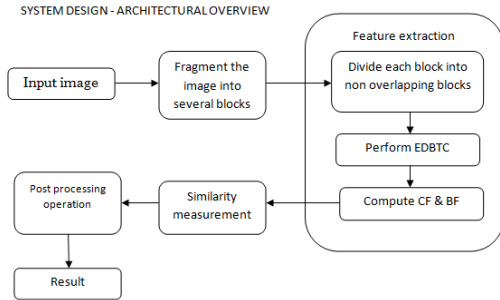 SYSTEM DESIGN - ARCHITECTURAL OVERVIEW
Input image
Fragment the
image into
several blocks
Feature extraction
Divide each block into
non overlapping blocks
Perform EDBTC
Compute CF & BF
Similarity
measurement
Post processing
operation
Result